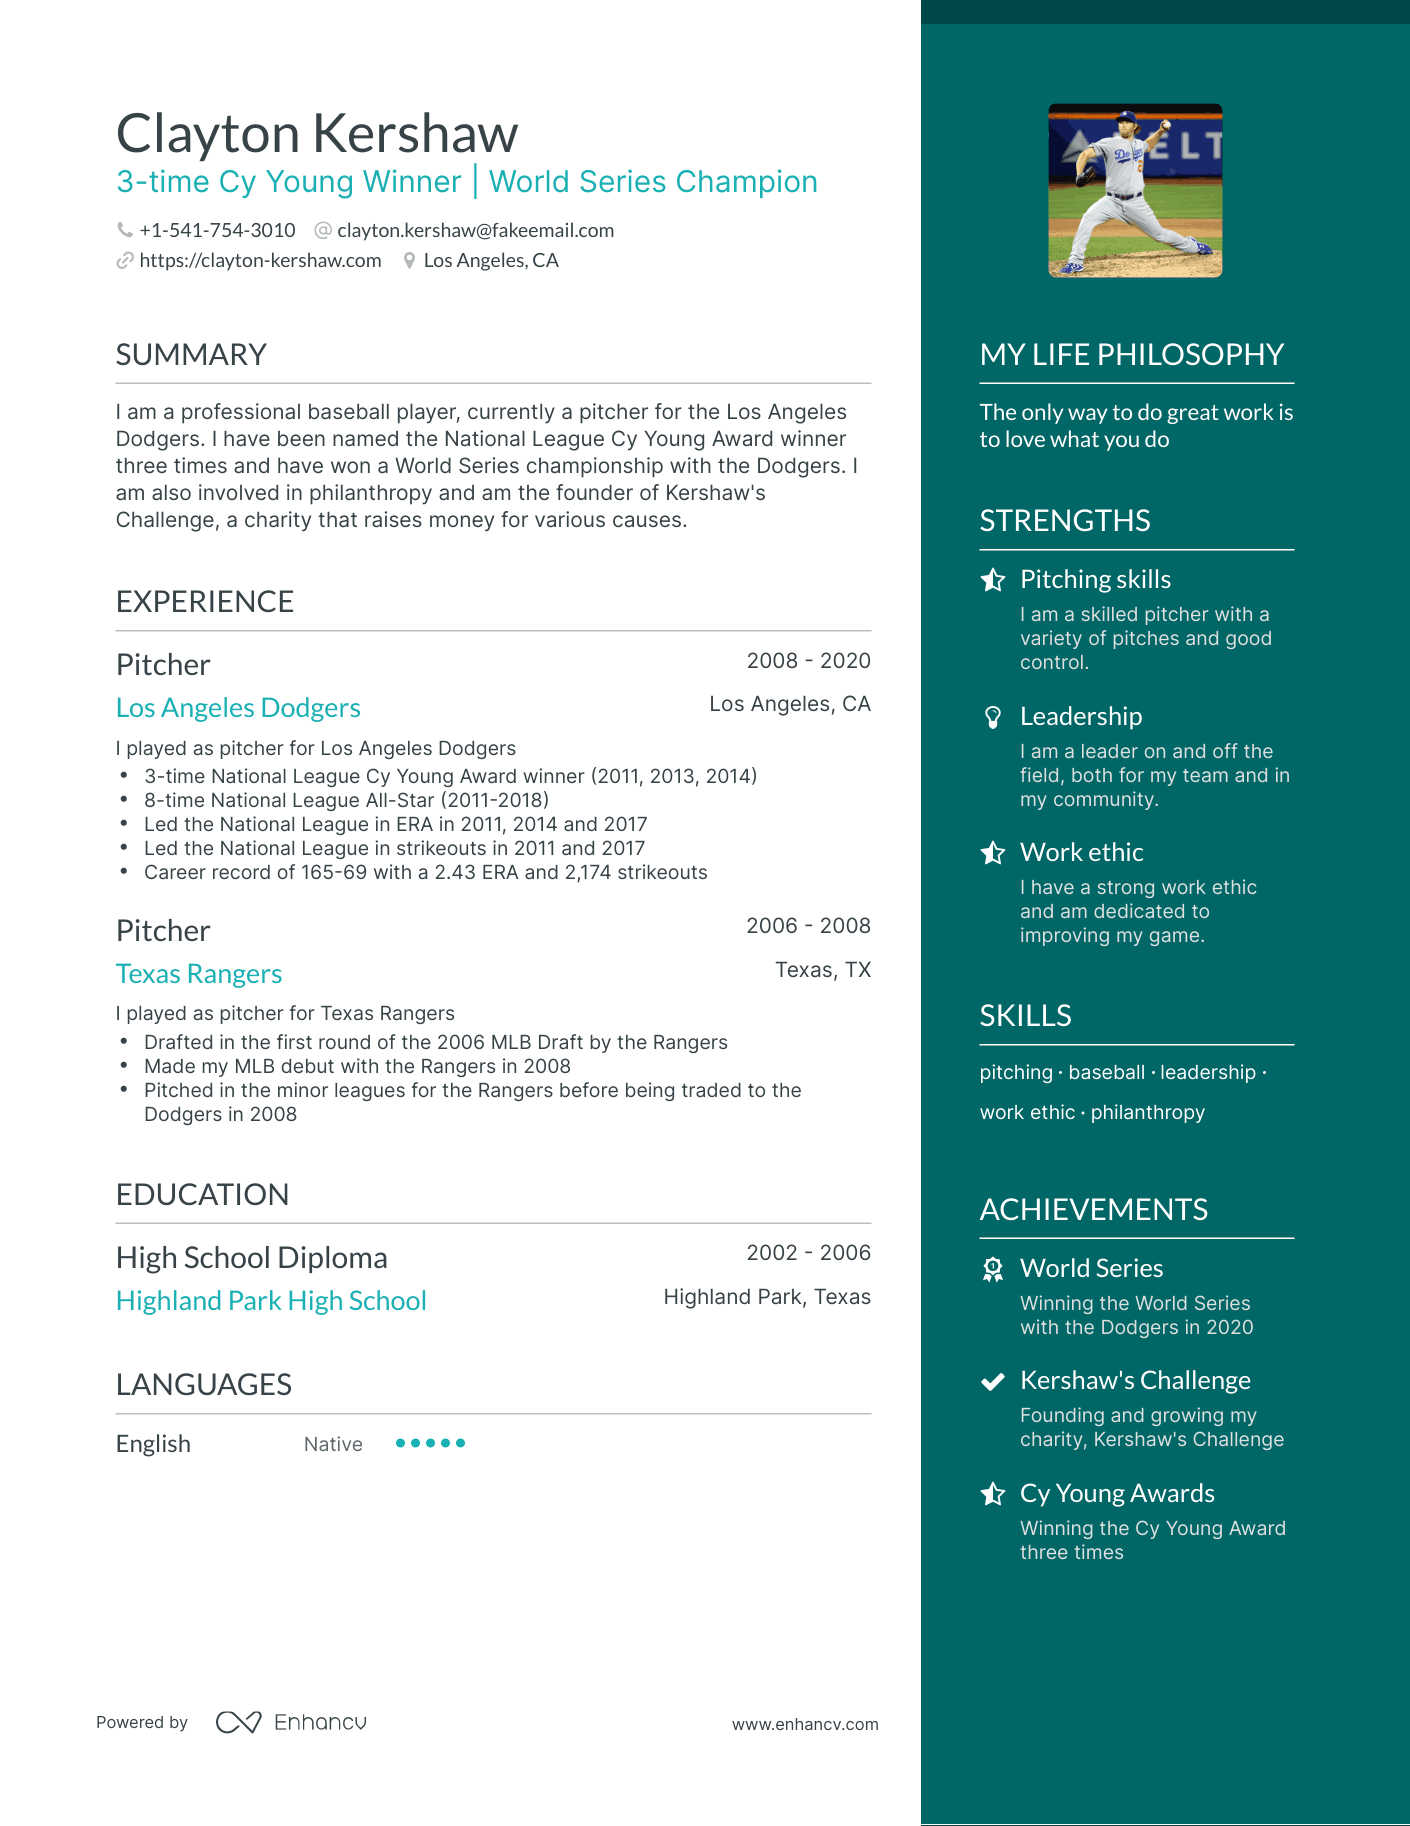 Clayton Kershaw
3-time Cy Young Winner | World Series Champion
+1-541-754-3010 @ clayton.kershaw@fakeemail.com
https://clayton-kershaw.com Los Angeles, CA
SUMMARY
I am a professional baseball player, currently a pitcher for the Los Angeles
Dodgers. I have been named the National League Cy Young Award winner
three times and have won a World Series championship with the Dodgers. I
am also involved in philanthropy and am the founder of Kershaw's
Challenge, a charity that raises money for various causes.
EXPERIENCE
Pitcher 2008 - 2020
Los Angeles Dodgers Los Angeles, CA
I played as pitcher for Los Angeles Dodgers
• 3-time National League Cy Young Award winner (2011, 2013, 2014)
• 8-time National League All-Star (2011-2018)
• Led the National League in ERA in 2011, 2014 and 2017
• Led the National League in strikeouts in 2011 and 2017
• Career record of 165-69 with a 2.43 ERA and 2,174 strikeouts
Pitcher 2006 - 2008
Texas Rangers Texas, TX
I played as pitcher for Texas Rangers
• Drafted in the first round of the 2006 MLB Draft by the Rangers
• Made my MLB debut with the Rangers in 2008
• Pitched in the minor leagues for the Rangers before being traded to the
Dodgers in 2008
EDUCATION
High School Diploma 2002 - 2006
Highland Park High School Highland Park, Texas
LANGUAGES
English Native
Powered by Enhancv www.enhancv.com
DELT
Dodgers
MY LIFE PHILOSOPHY
The only way to do great work is
to love what you do
STRENGTHS
Pitching skills
I am a skilled pitcher with a
variety of pitches and good
control.
Leadership
I am a leader on and off the
field, both for my team and in
my community.
Work ethic
I have a strong work ethic
and am dedicated to
improving my game.
SKILLS
pitching · baseball · leadership ·
work ethic · philanthropy
ACHIEVEMENTS
World Series
Winning the World Series
with the Dodgers in 2020
Kershaw's Challenge
Founding and growing my
charity, Kershaw's Challenge
Cy Young Awards
Winning the Cy Young Award
three times